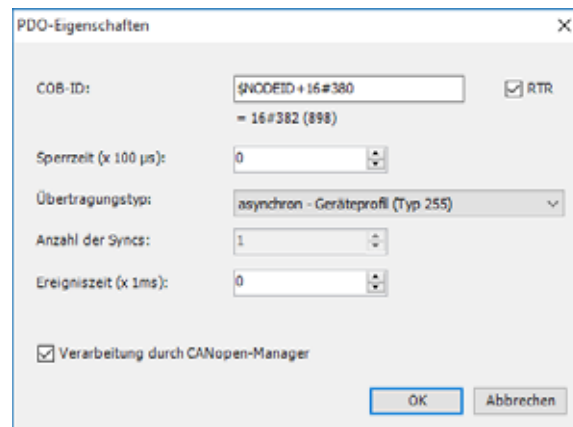 PDO-Eigenschaften
COB-ID: $NODEID+16#380 RTR
= 16#382 (898)
Sperrzeit (x 100 µs): 0
Übertragungstyp: asynchron - Geräteprofil (Typ 255)
Anzahl der Syncs: 1
Ereigniszeit (x 1ms): 0
Verarbeitung durch CANopen-Manager
OK Abbrechen